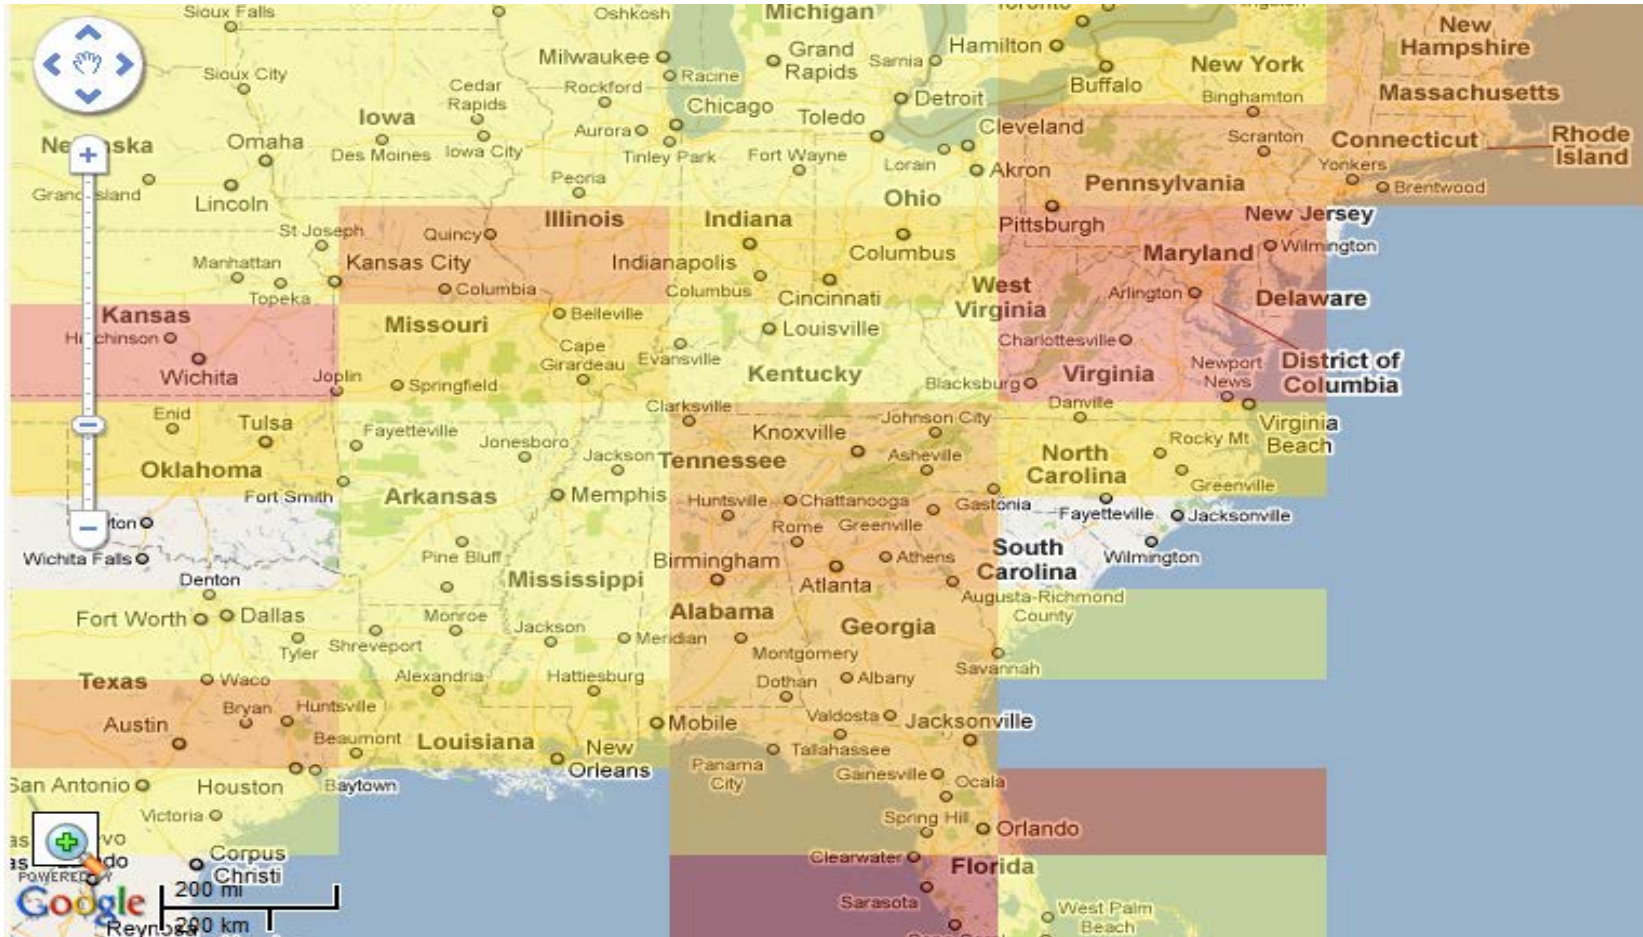 Sioux Falls
Oshkosh
Michigan
New
Hampshire
Milwaukee
Grand
Rapids
Sarnia
Hamilton
Buffalo
New York
Sioux City
Cedar
Rapids
Rockford
Racine
Chicago
Toledo
Detroit
Binghamton
Massachusetts
Iowa
Omaha
Des Moines
Iowa City
Aurora
Tinley Park
Fort Wayne
Lorain
Cleveland
Akron
Scranton
Connecticut
Yonkers
Rhode
Island
Brentwood
Lincoln
Peoria
Ohio
Pennsylvania
Pittsburgh
New Jersey
St Joseph
Quincy
Illinois
Indiana
Columbus
Maryland
Wilmington
Manhattan
Topeka
Kansas City
Columbia
Indianapolis
Columbus
Cincinnati
West
Virginia
Arlington
Delaware
Kansas
Missouri
Belleville
Louisville
Charlottesville
Wichita
Joplin
Springfield
Cape
Girardeau
Evansville
Kentucky
Blacksburg
Virginia
Newport
News
District of
Columbia
Enid
Tulsa
Fayetteville
Jonesboro
Clarksville
Knoxville
Johnson City
Danville
Virginia
Beach
Oklahoma
Fort Smith
Arkansas
Jackson
Memphis
Tennessee
Asheville
North
Carolina
Rocky Mt
Greenville
Huntsville
Chattanooga
Gastonia
Fayetteville
Jacksonville
Wichita Falls
Pine Bluff
Birmingham
Rome
Greenville
Athens
South
Carolina
Wilmington
Denton
Mississippi
Atlanta
Augusta-Richmond
County
Fort Worth
Dallas
Tyler
Shreveport
Monroe
Jackson
Meridian
Alabama
Montgomery
Georgia
Savannah
Texas
Waco
Alexandria
Hattiesburg
Dothan
Albany
Austin
Bryan
Huntsville
Beaumont
Louisiana
New
Orleans
Mobile
Valdosta
Jacksonville
Tallahassee
San Antonio
Houston
Baytown
Panama
City
Gainesville
Ocala
Victoria
Spring Hill
Orlando
Corpus
Christi
Clearwater
Florida
POWERED BY
Google
200 mi
200 km
Sarasota
West Palm
Beach